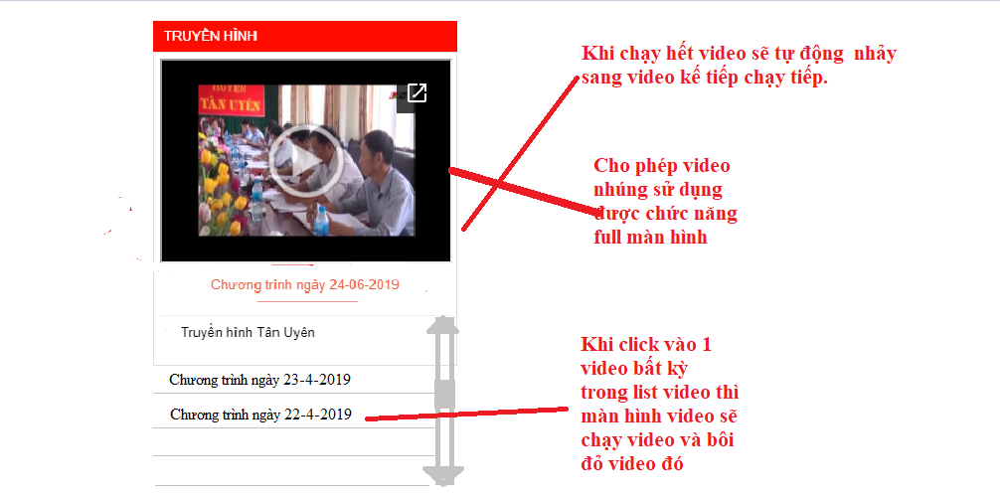 TRUYỀN HÌNH
HUYỆN
TÂN UYÊN
Chương trình ngày 24-06-2019
Truyền hình Tân Uyên
Chương trình ngày 23-4-2019
Chương trình ngày 22-4-2019
Khi chạy hết video sẽ tự động nhảy
sang video kế tiếp chạy tiếp.
Cho phép video
nhúng sử dụng
được chức năng
full màn hình
Khi click vào 1
video bất kỳ
trong list video thì
màn hình video sẽ
chạy video và bôi
đỏ video đó